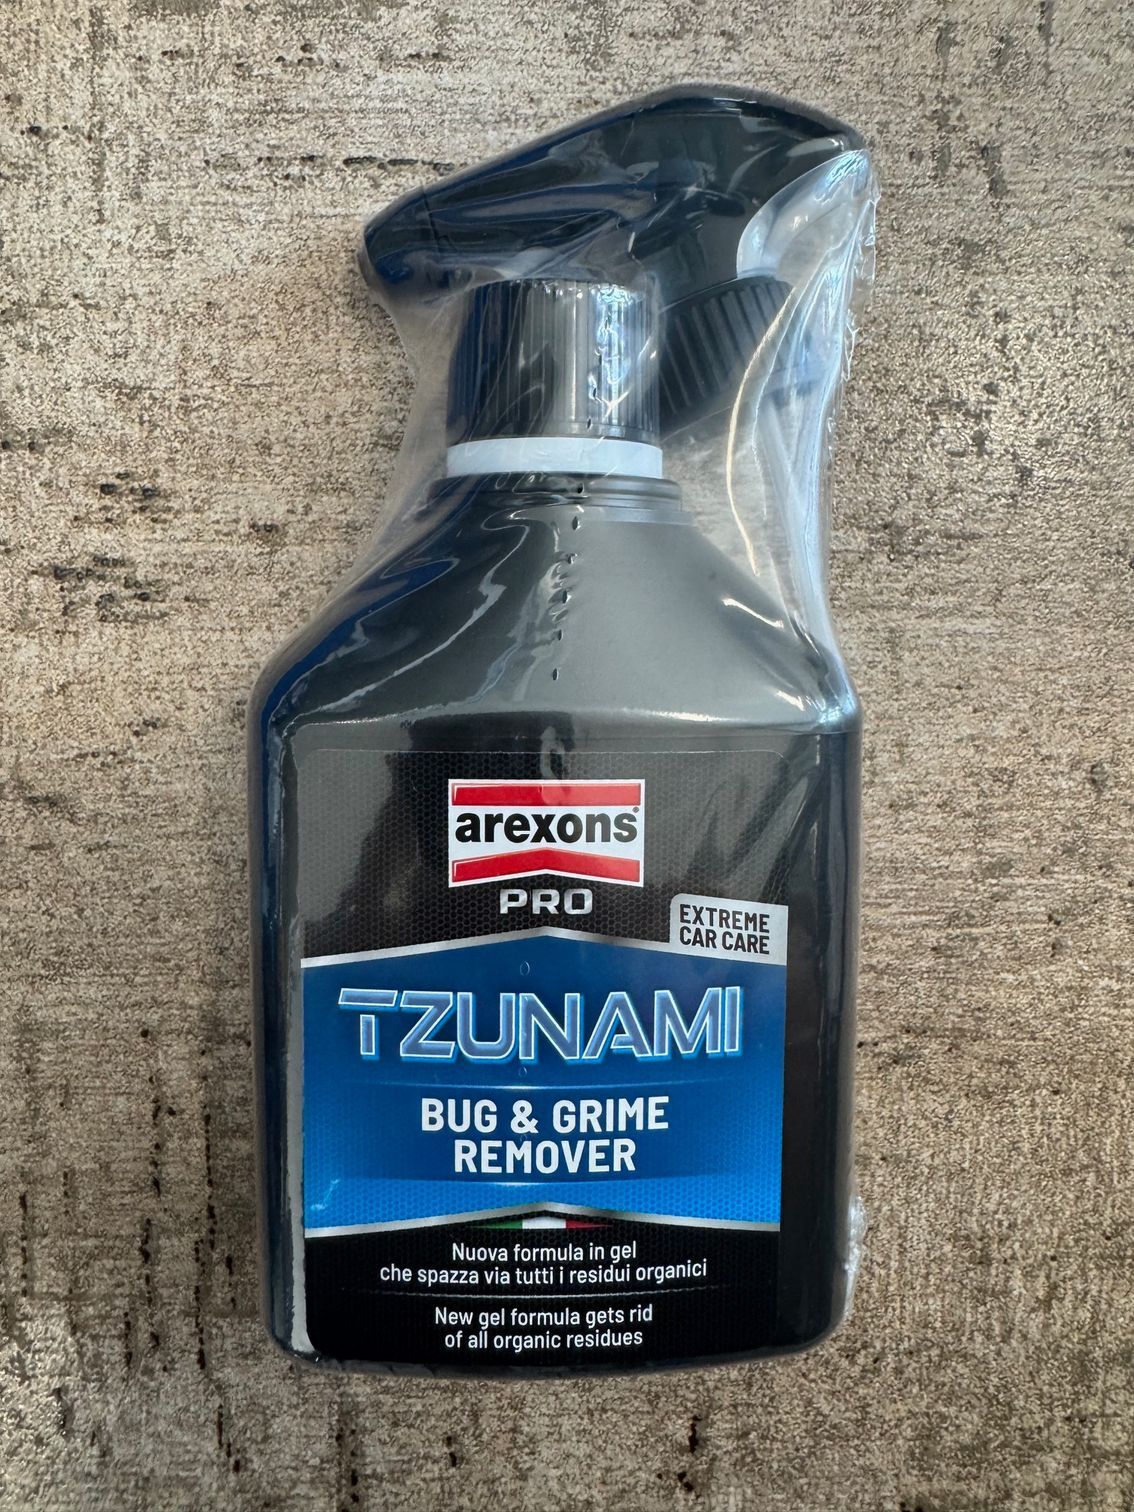 arexons®
PRO
EXTREME
CAR CARE
TZUNAMI
BUG & GRIME
REMOVER
Nuova formula in gel
che spazza via tutti i residui organici
New gel formula gets rid
of all organic residues